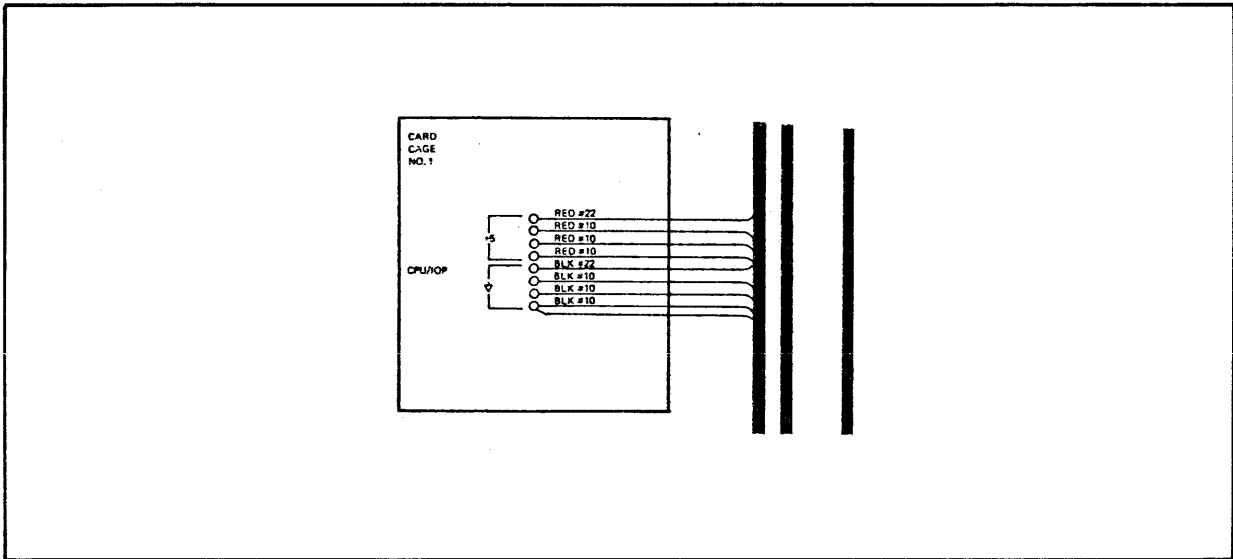 CARD
CAGE
NO. 1
RED #22
RED #10
RED #10
+5
RED #10
CPU/IOP
BLK #22
BLK #10
BLK #10
BLK #10